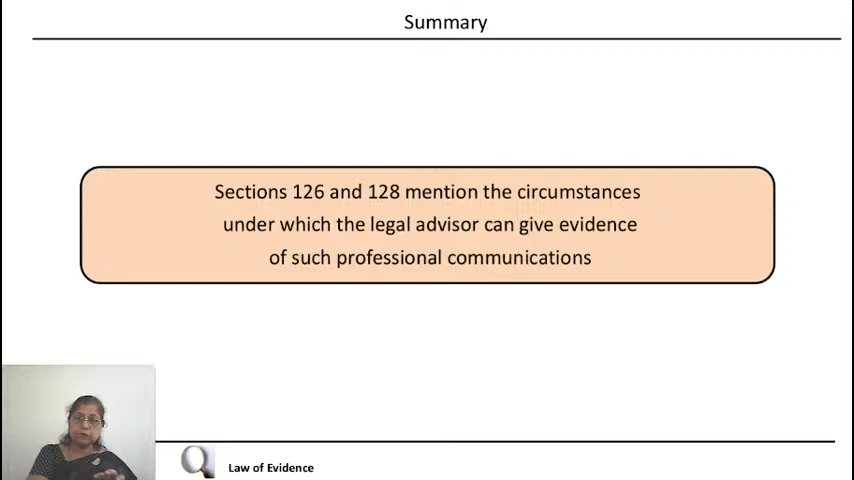 Summary
Sections 126 and 128 mention the circumstances
under which the legal advisor can give evidence
of such professional communications
Law of Evidence